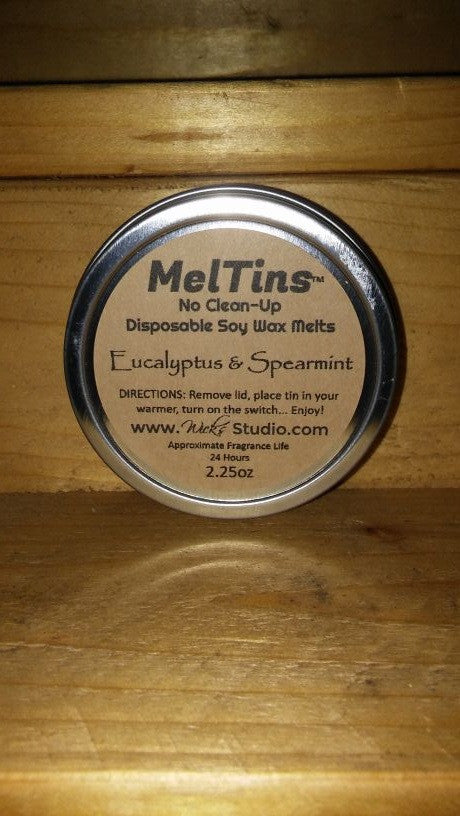 MelTins™
No Clean-Up
Disposable Soy Wax Melts
Eucalyptus & Spearmint
DIRECTIONS: Remove lid, place tin in your
warmer, turn on the switch... Enjoy!
www. Wicks Studio.com
Approximate Fragrance Life
24 Hours
2.25oz